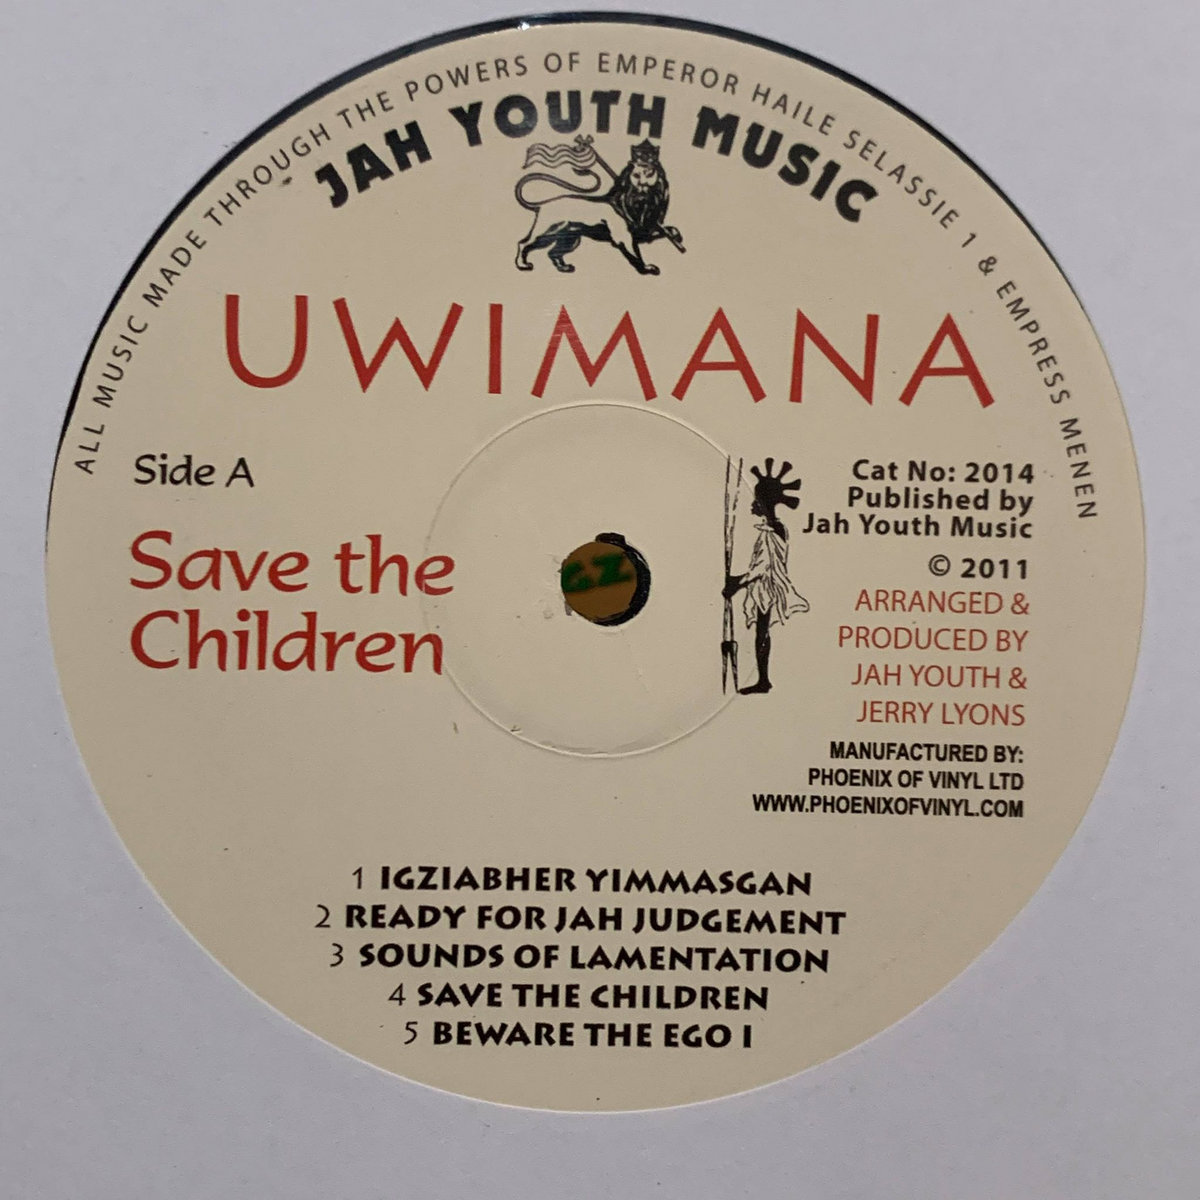 ALL MUSIC MADE THROUGH THE POWERS OF EMPEROR HAILE SELASSIE 1 & EMPRESS MENEN
JAH YOUTH MUSIC
UWIMANA
Side A
Save the
Children
Cat No: 2014
Published by
Jah Youth Music
© 2011
ARRANGED &
PRODUCED BY
JAH YOUTH &
JERRY LYONS
MANUFACTURED BY:
PHOENIX OF VINYL LTD
WWW.PHOENIXOFVINYL.COM
1 IGZIABHER YIMMASGAN
2 READY FOR JAH JUDGEMENT
3 SOUNDS OF LAMENTATION
4 SAVE THE CHILDREN
5 BEWARE THE EGO I